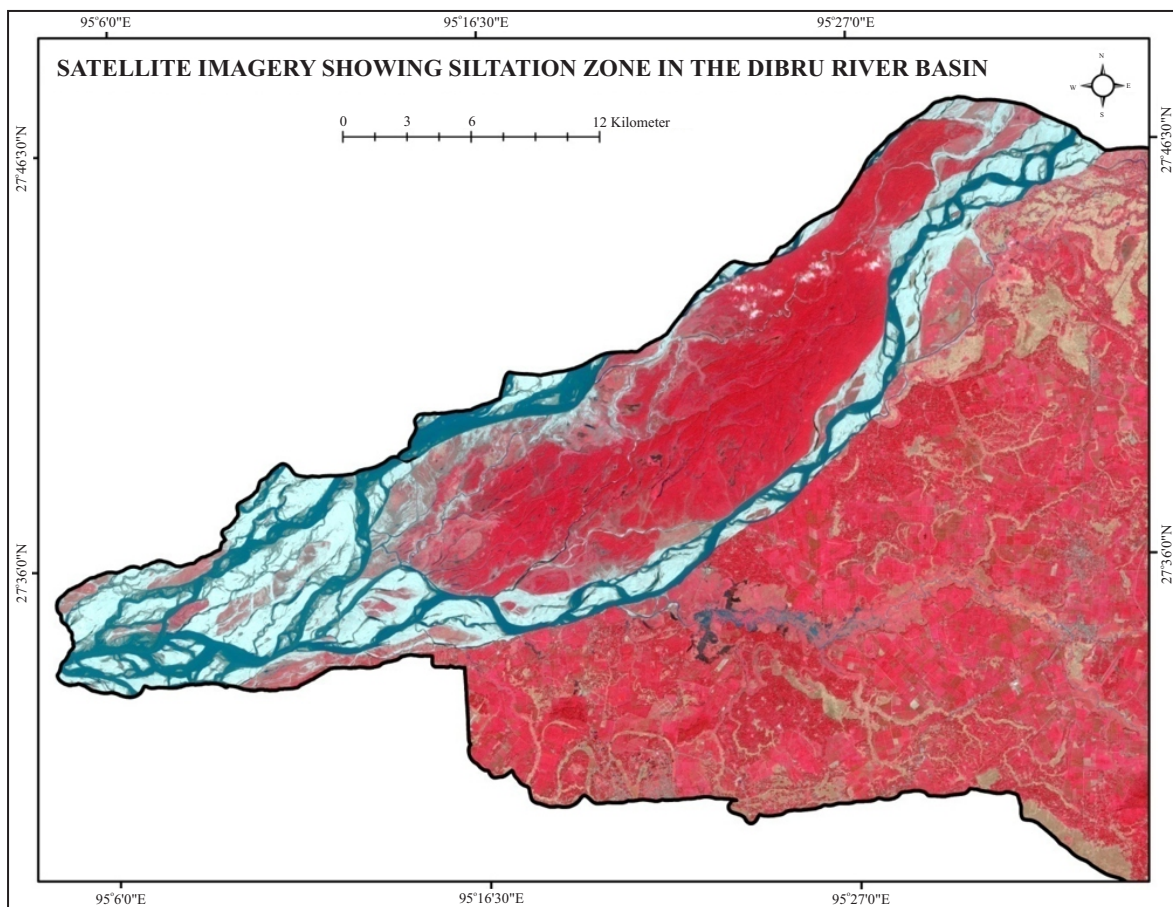 95°6'0"E 95°16'30"E 95°27'0"E
SATELLITE IMAGERY SHOWING SILTATION ZONE IN THE DIBRU RIVER BASIN
N
W E
S
0 3 6 12 Kilometer
27°46'30"N 27°46'30"N
27°36'0"N 27°36'0"N
95°6'0"E 95°16'30"E 95°27'0"E